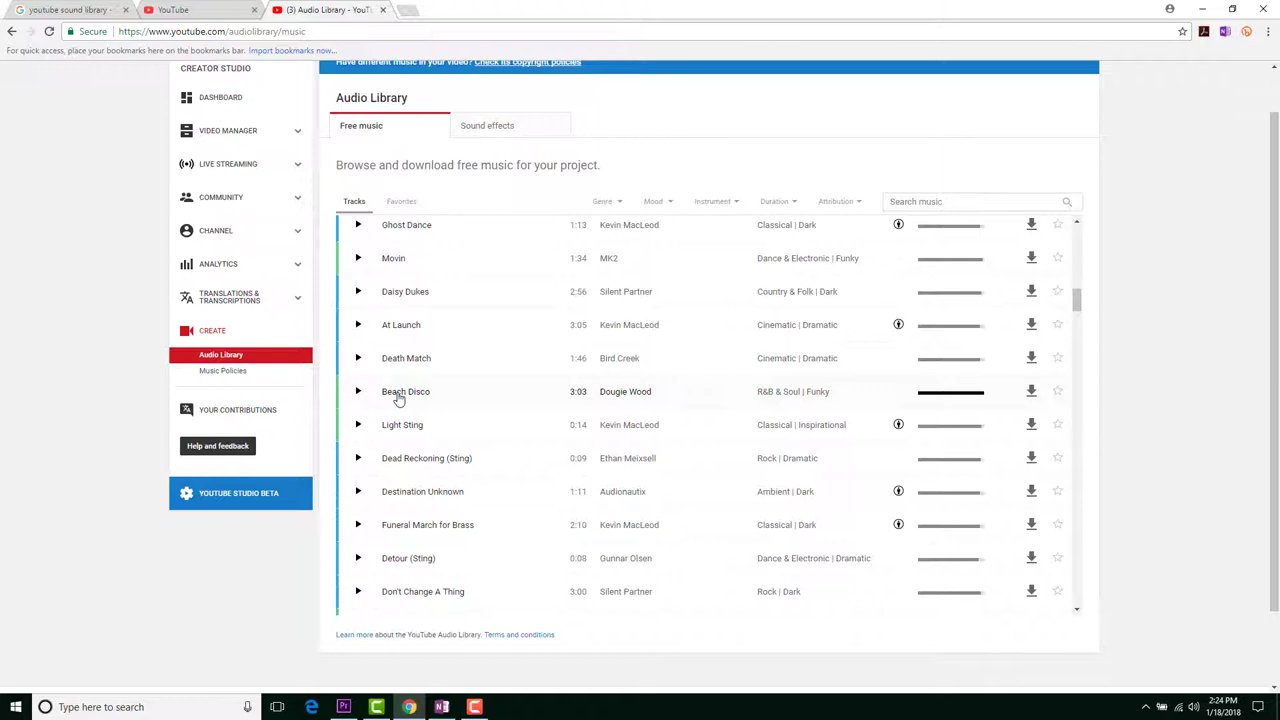 youtube sound library -
YouTube
(3) Audio Library - YouT
Secure https://www.youtube.com/audiolibrary/music
For quick access, place your bookmarks here on the bookmarks bar. Import bookmarks now...
CREATOR STUDIO
DASHBOARD
VIDEO MANAGER
LIVE STREAMING
COMMUNITY
CHANNEL
ANALYTICS
TRANSLATIONS &
TRANSCRIPTIONS
CREATE
Audio Library
Music Policies
YOUR CONTRIBUTIONS
Help and feedback
YOUTUBE STUDIO BETA
Have different music in your video? Check its copyright policies
Audio Library
Free music Sound effects
Browse and download free music for your project.
Tracks Favorites Genre Mood Instrument Duration Attribution Search music
Ghost Dance 1:13 Kevin MacLeod Classical | Dark
Movin 1:34 MK2 Dance & Electronic | Funky
Daisy Dukes 2:56 Silent Partner Country & Folk | Dark
At Launch 3:05 Kevin MacLeod Cinematic | Dramatic
Death Match 1:46 Bird Creek Cinematic | Dramatic
Beach Disco 3:03 Dougie Wood R&B & Soul | Funky
Light Sting 0:14 Kevin MacLeod Classical | Inspirational
Dead Reckoning (Sting) 0:09 Ethan Meixsell Rock | Dramatic
Destination Unknown 1:11 Audionautix Ambient | Dark
Funeral March for Brass 2:10 Kevin MacLeod Classical | Dark
Detour (Sting) 0:08 Gunnar Olsen Dance & Electronic | Dramatic
Don't Change A Thing 3:00 Silent Partner Rock | Dark
Learn more about the YouTube Audio Library. Terms and conditions
Type here to search
2:24 PM
1/18/2018